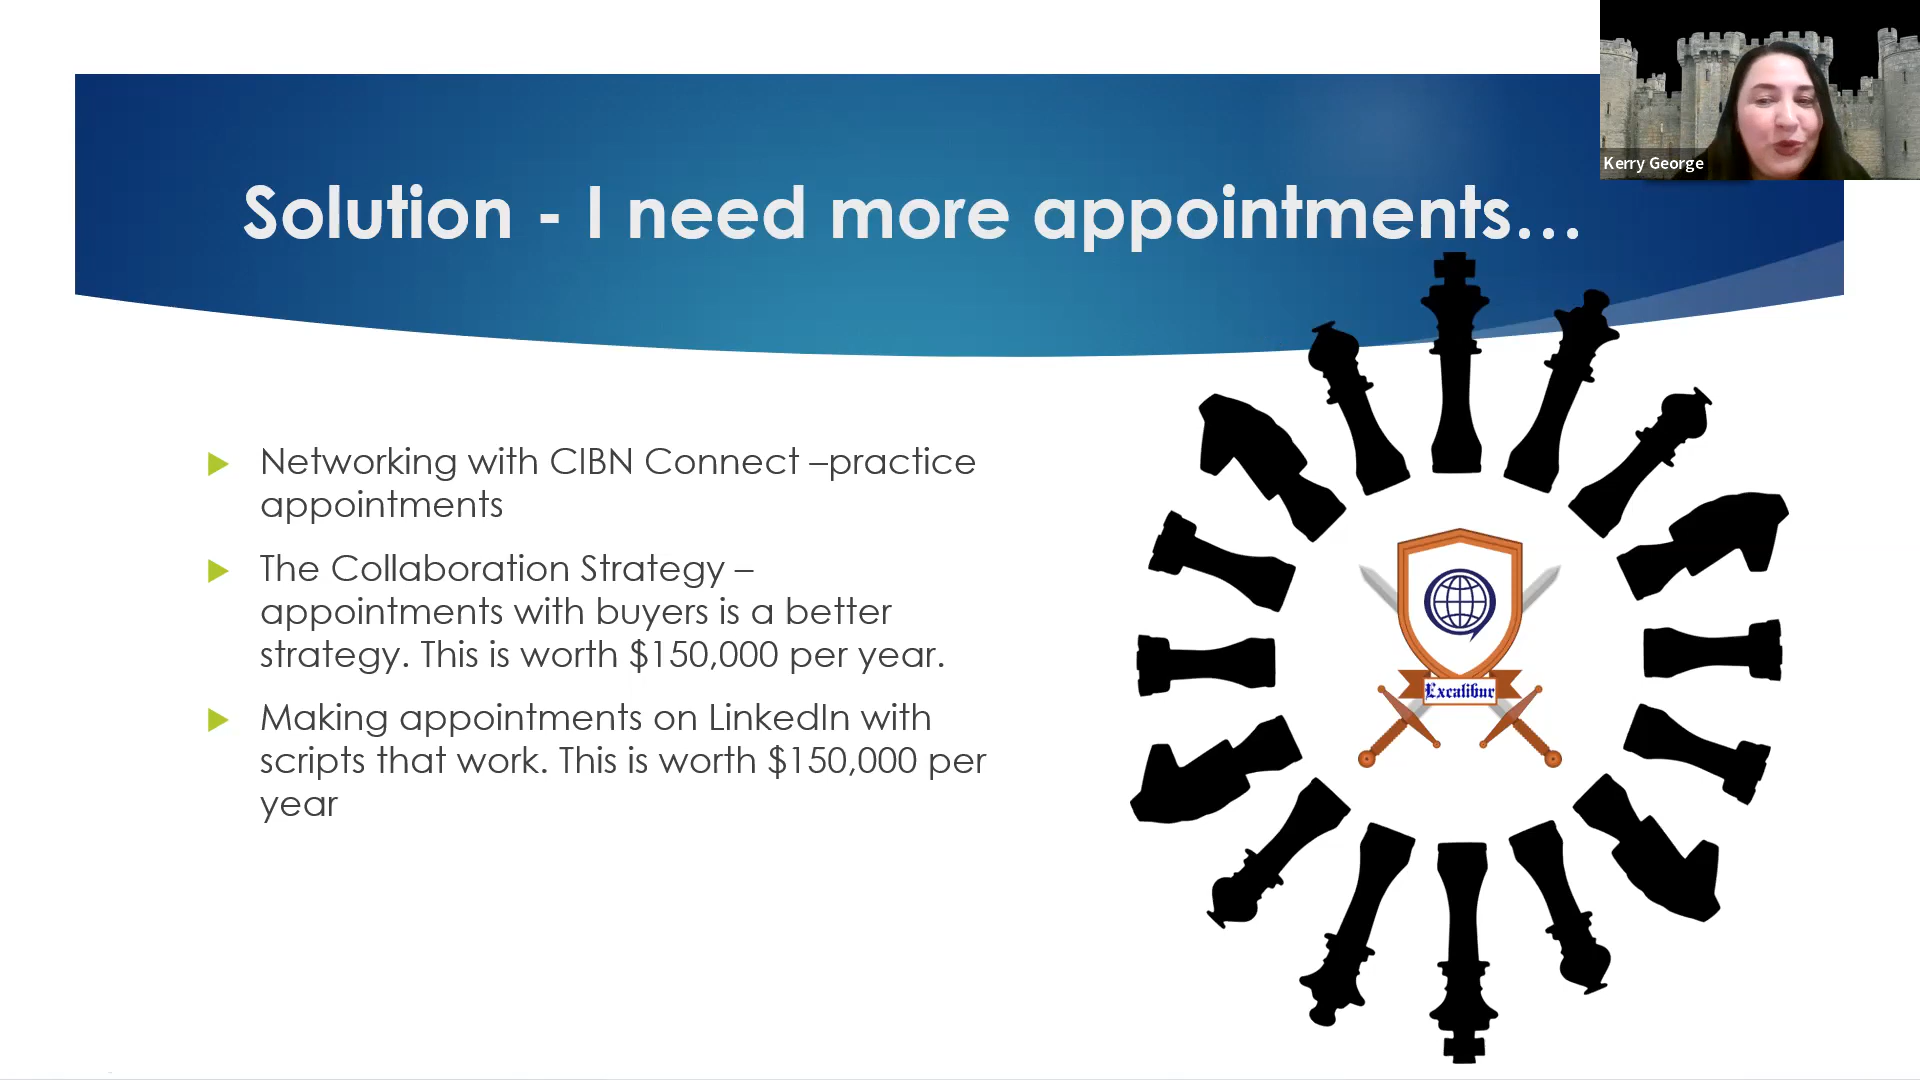 Kerry George
Solution - I need more appointments...
Networking with CIBN Connect –practice
appointments
The Collaboration Strategy –
appointments with buyers is a better
strategy. This is worth $150,000 per year.
Making appointments on LinkedIn with
scripts that work. This is worth $150,000 per
year
Excalibur